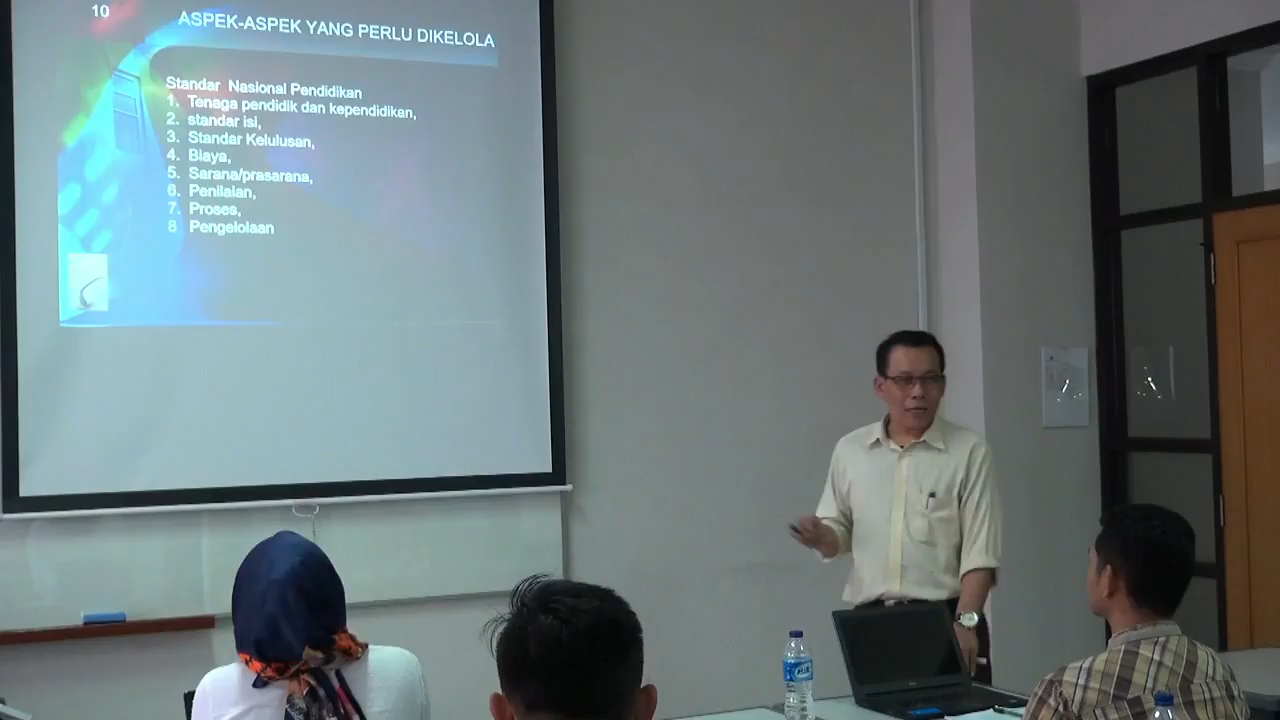 10
ASPEK-ASPEK YANG PERLU DIKELOLA
Standar Nasional Pendidikan
1. Tenaga pendidik dan kependidikan,
2. standar isi,
3. Standar Kelulusan,
4. Biaya,
5. Sarana/prasarana,
6. Penilaian,
7. Proses,
8 Pengelolaan